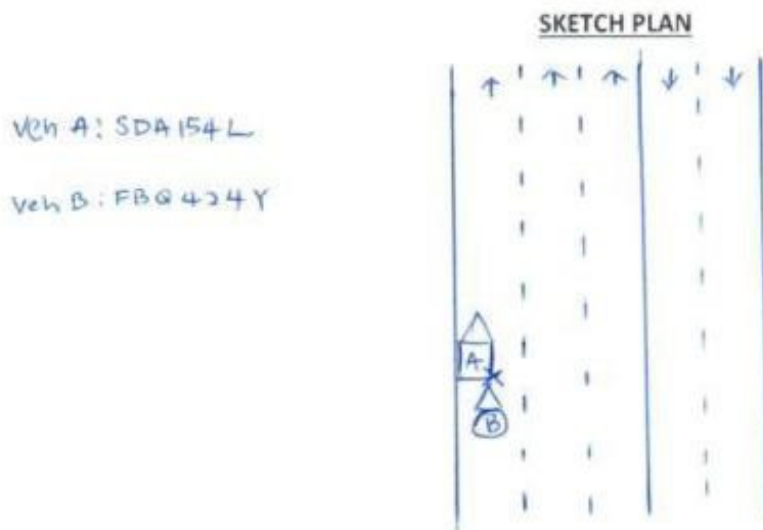 SKETCH PLAN
Veh A: SDA154L
Veh B: FBQ424Y
A
B